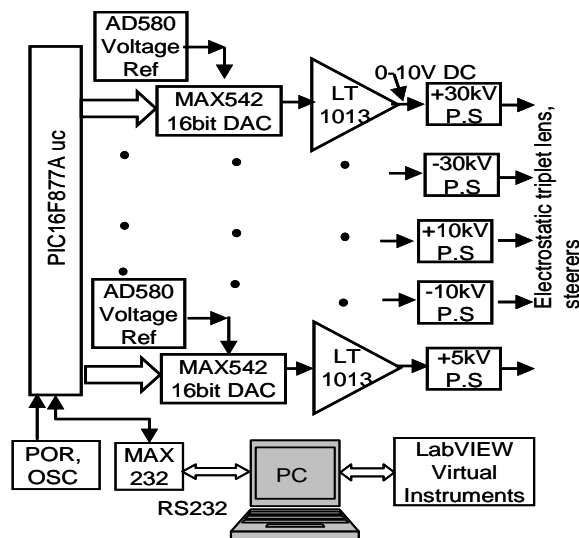 AD580
Voltage
Ref
MAX542
16bit DAC
LT
1013
0-10V DC
+30kV
P.S
-30kV
P.S
+10kV
P.S
-10kV
P.S
+5kV
P.S
Electrostatic triplet lens,
steerers
PIC16F877A uc
AD580
Voltage
Ref
MAX542
16bit DAC
LT
1013
POR,
OSC
MAX
232
RS232
PC
LabVIEW
Virtual
Instruments